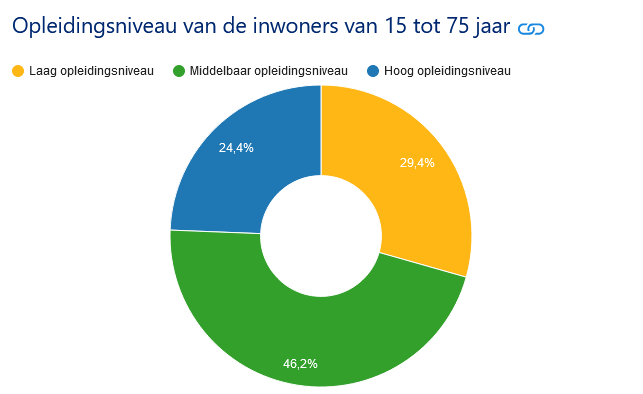 Opleidingsniveau van de inwoners van 15 tot 75 jaar
Laag opleidingsniveau Middelbaar opleidingsniveau Hoog opleidingsniveau
24,4%
29,4%
46,2%